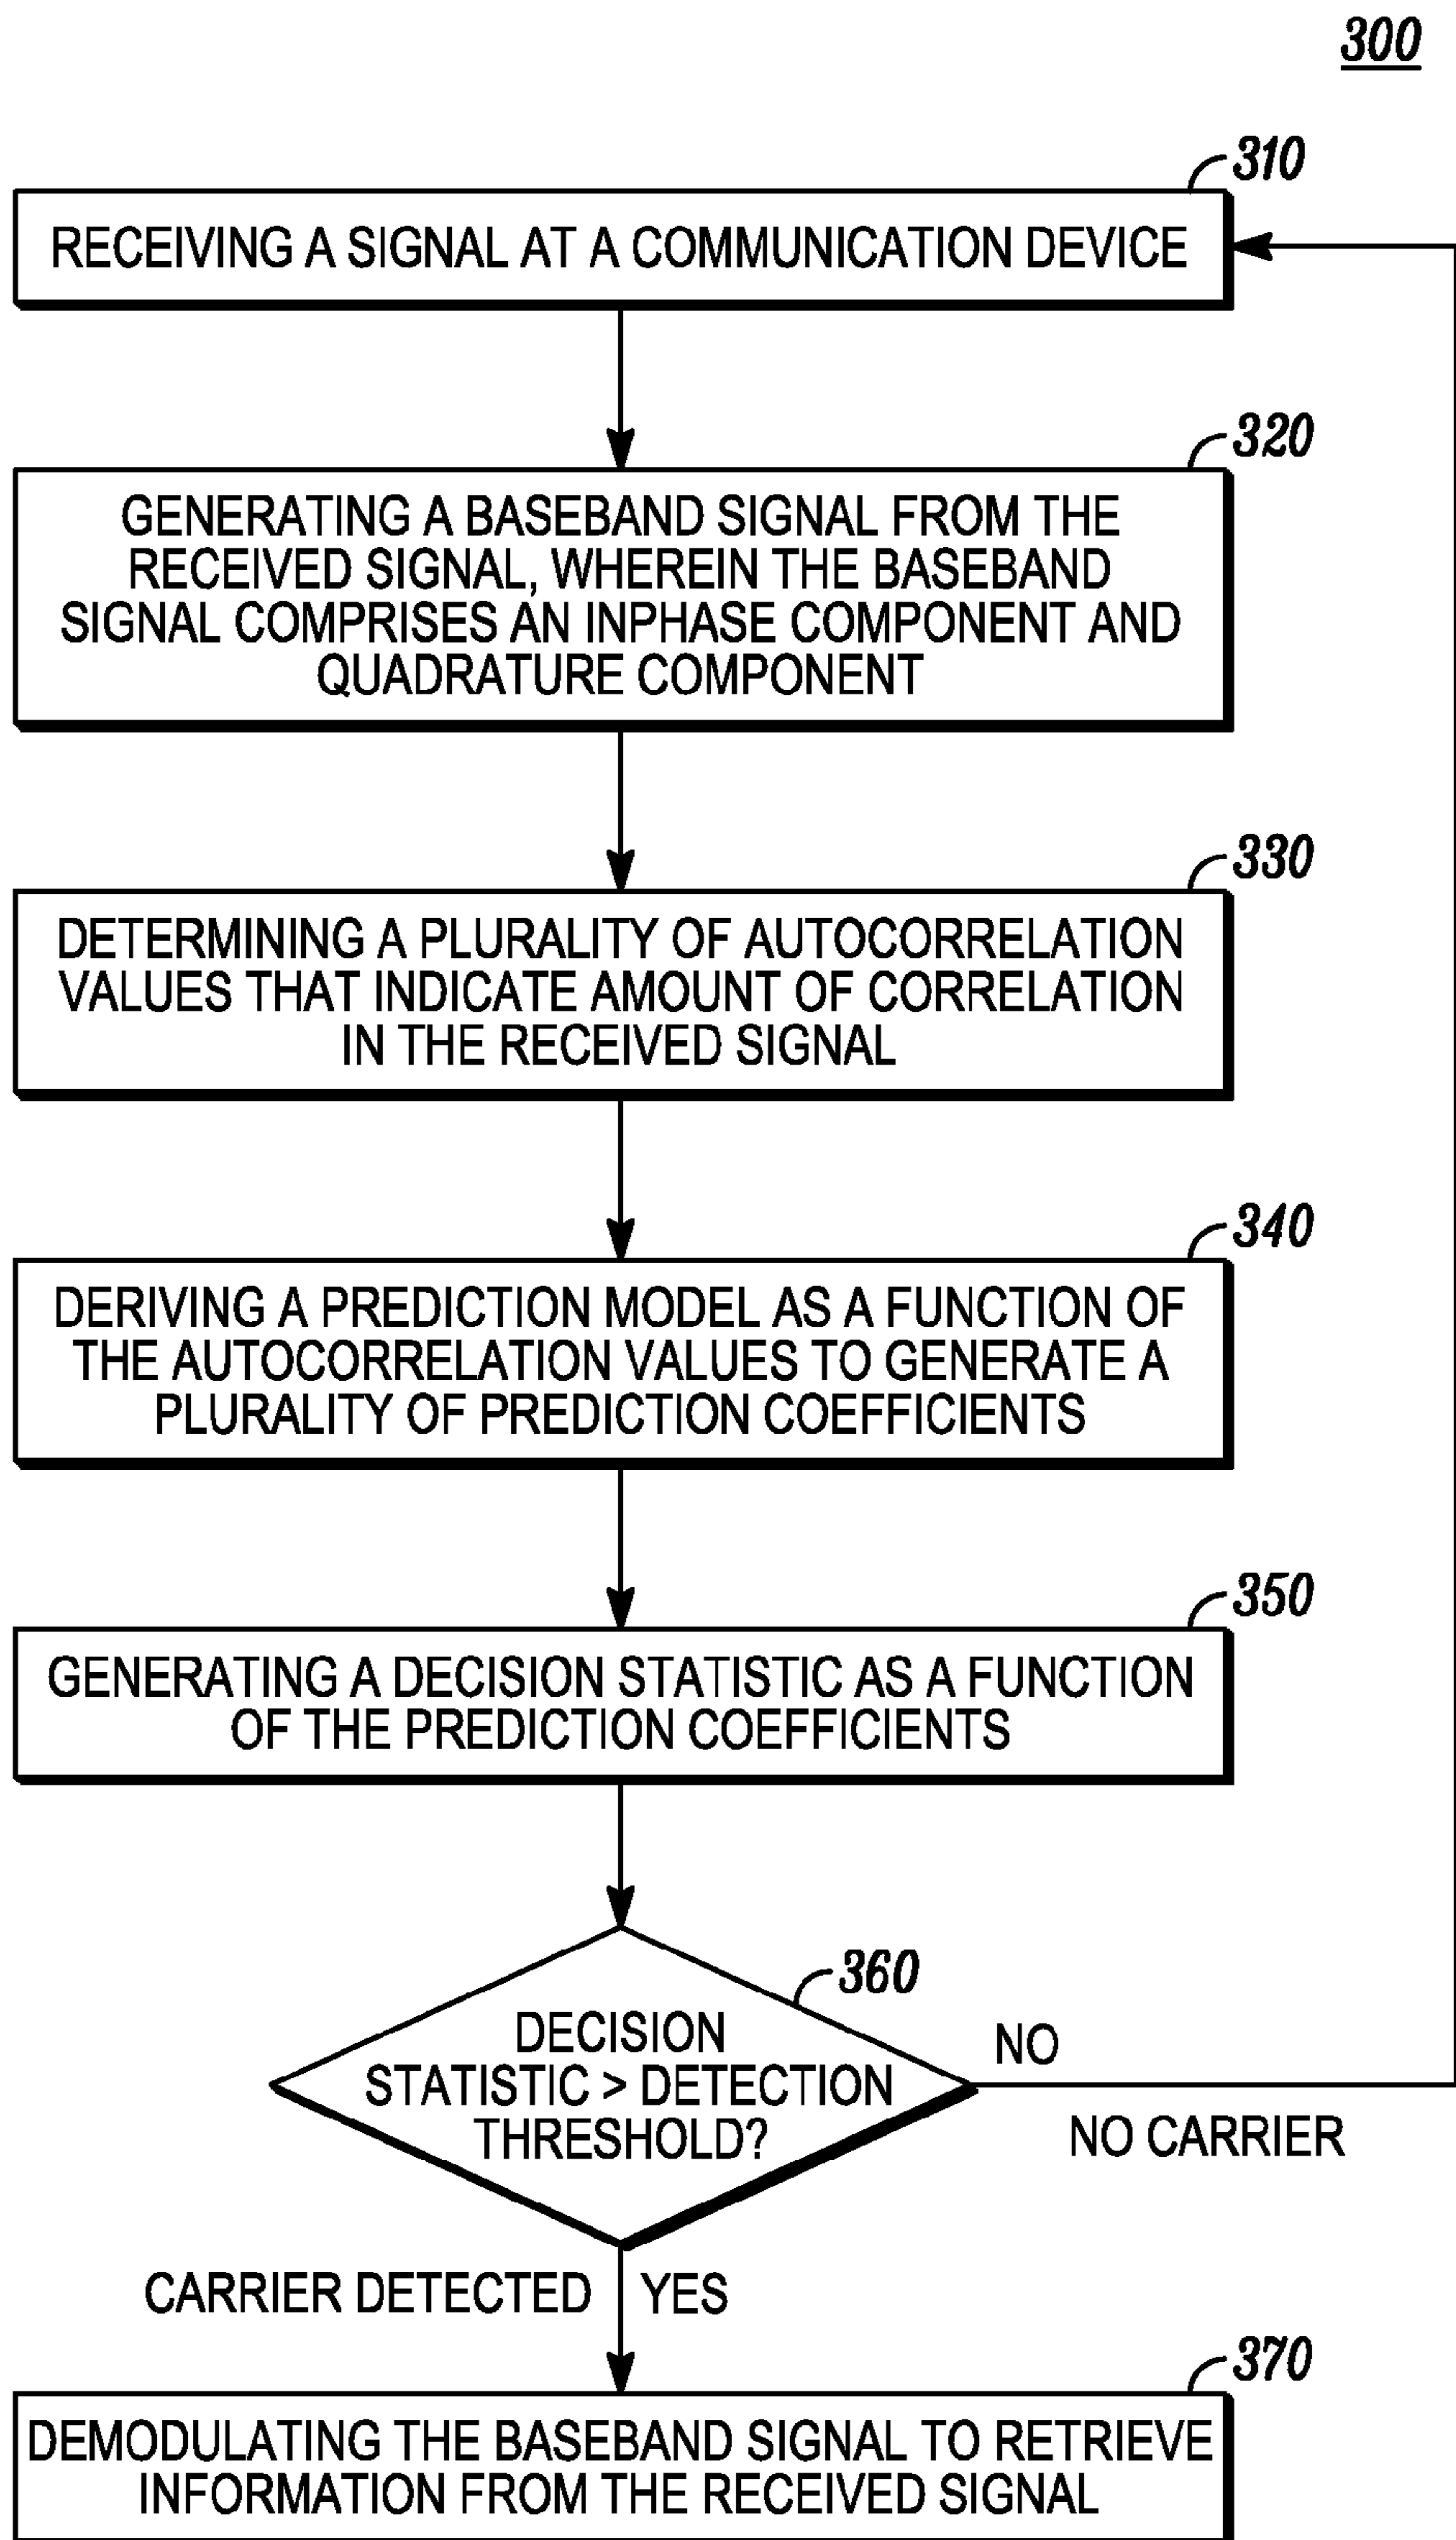 300
310
RECEIVING A SIGNAL AT A COMMUNICATION DEVICE
320
GENERATING A BASEBAND SIGNAL FROM THE
RECEIVED SIGNAL, WHEREIN THE BASEBAND
SIGNAL COMPRISES AN INPHASE COMPONENT AND
QUADRATURE COMPONENT
330
DETERMINING A PLURALITY OF AUTOCORRELATION
VALUES THAT INDICATE AMOUNT OF CORRELATION
IN THE RECEIVED SIGNAL
340
DERIVING A PREDICTION MODEL AS A FUNCTION OF
THE AUTOCORRELATION VALUES TO GENERATE A
PLURALITY OF PREDICTION COEFFICIENTS
350
GENERATING A DECISION STATISTIC AS A FUNCTION
OF THE PREDICTION COEFFICIENTS
360
DECISION
STATISTIC > DETECTION
THRESHOLD?
NO
NO CARRIER
CARRIER DETECTED
YES
370
DEMODULATING THE BASEBAND SIGNAL TO RETRIEVE
INFORMATION FROM THE RECEIVED SIGNAL